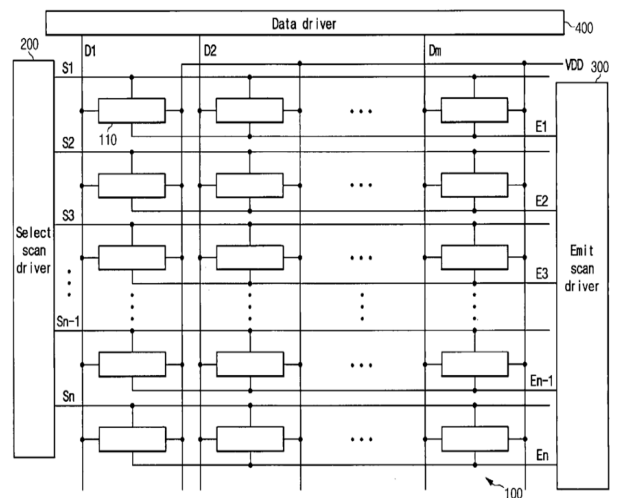 Data driver
400
200
D1
D2
Dm
VDD
300
S1
110
E1
S2
E2
S3
E3
Select
scan
driver
Emit
scan
driver
Sn-1
En-1
Sn
En
100